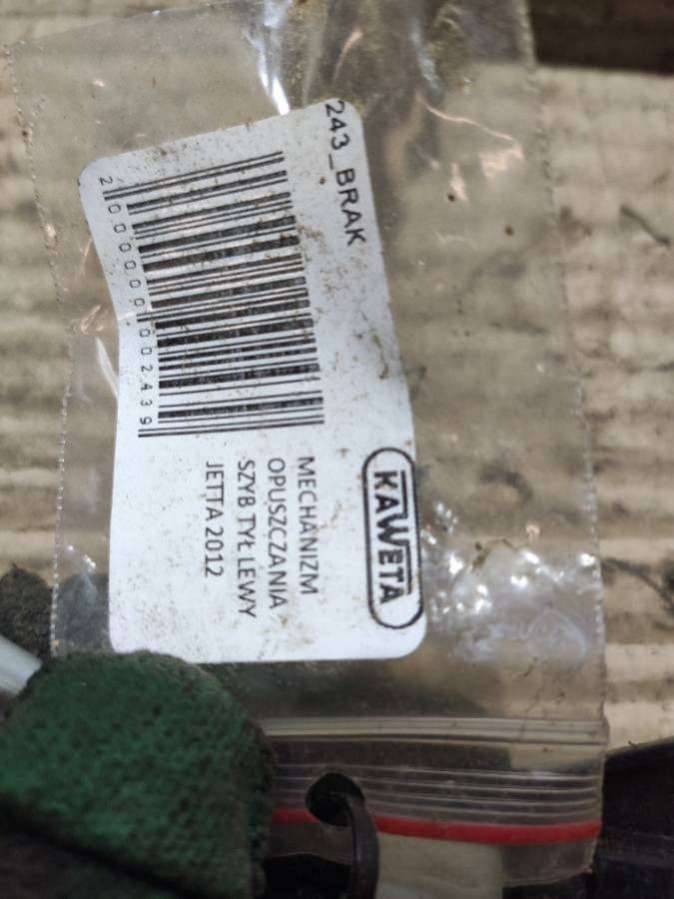 243_BRAK
2000000002439
KAWETA
MECHANIZM
OPUSZCZANIA
SZYB TYŁ LEWY
JETTA 2012